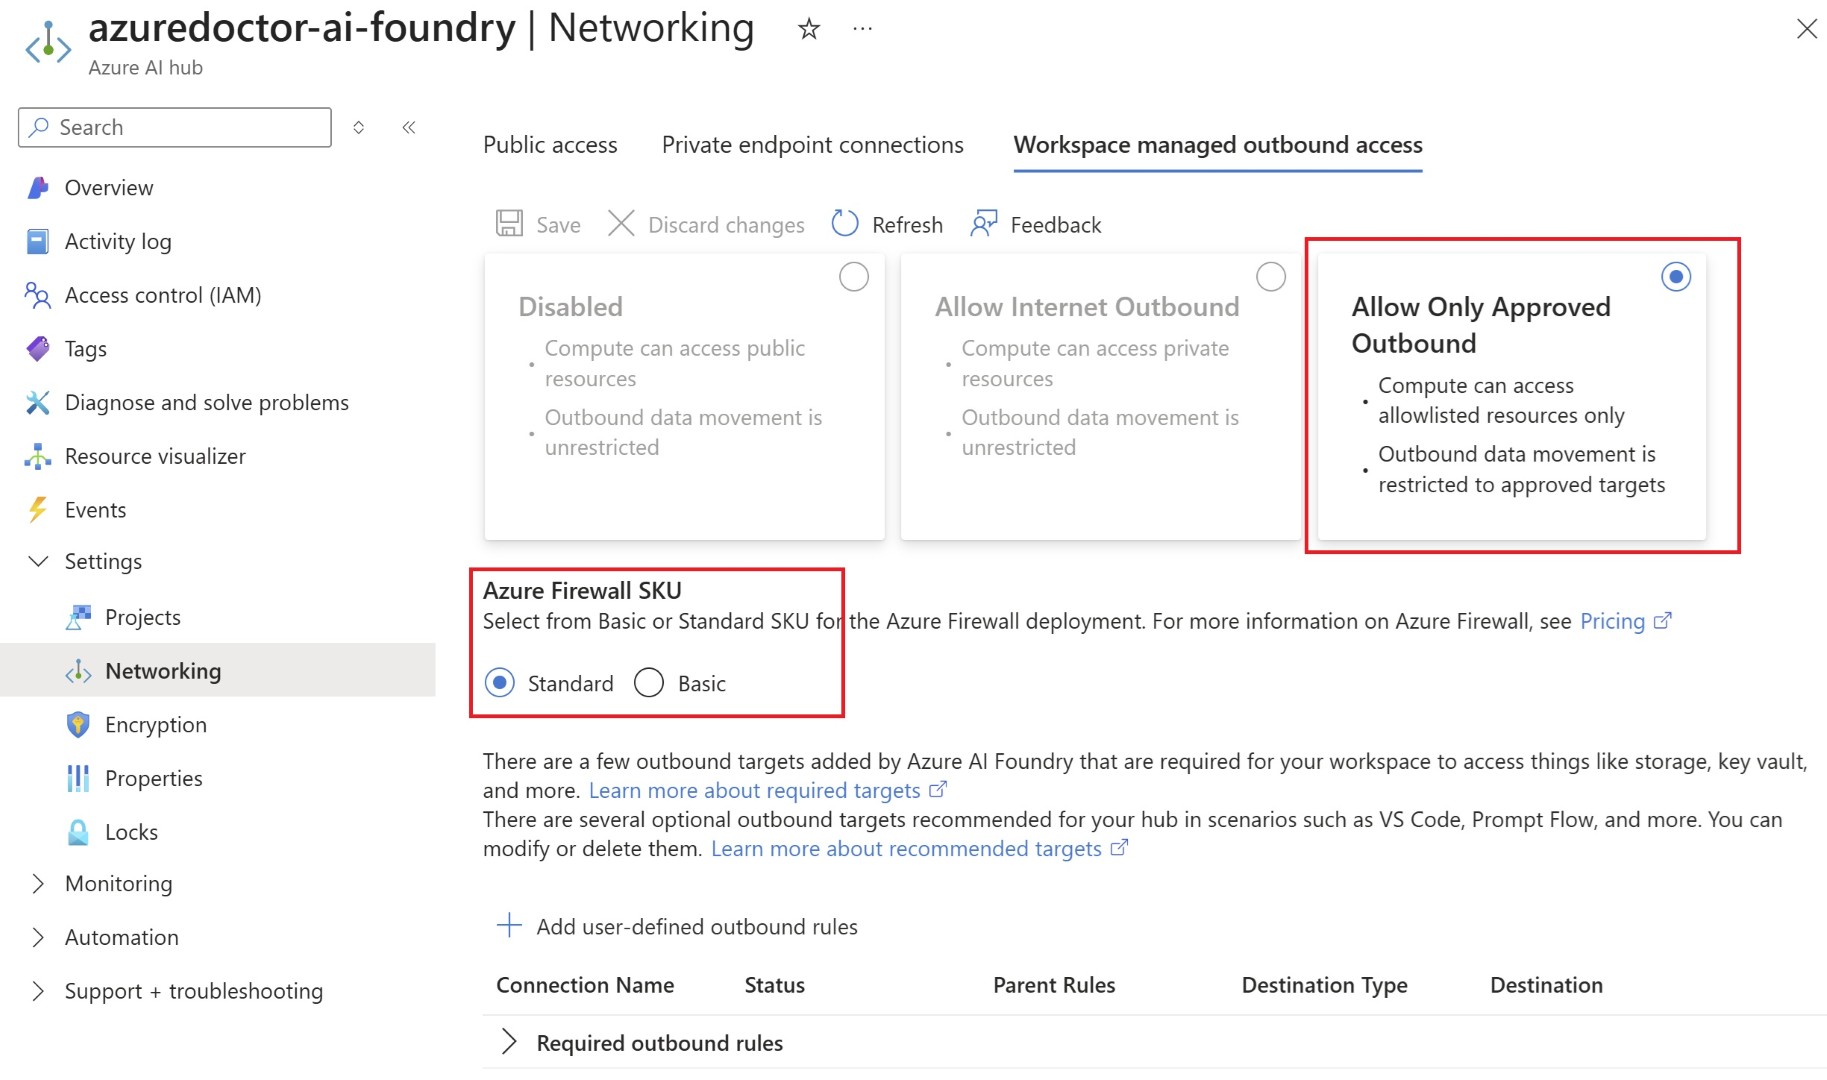 azuredoctor-ai-foundry | Networking
Azure AI hub
Search
Overview
Activity log
Access control (IAM)
Tags
Diagnose and solve problems
Resource visualizer
Events
Settings
Projects
Networking
Encryption
Properties
Locks
Monitoring
Automation
Support + troubleshooting
Public access Private endpoint connections Workspace managed outbound access
Save Discard changes Refresh Feedback
Disabled
Compute can access public
resources
Outbound data movement is
unrestricted
Allow Internet Outbound
Compute can access private
resources
Outbound data movement is
unrestricted
Allow Only Approved
Outbound
Compute can access
allowlisted resources only
Outbound data movement is
restricted to approved targets
Azure Firewall SKU
Select from Basic or Standard SKU for the Azure Firewall deployment. For more information on Azure Firewall, see Pricing
Standard Basic
There are a few outbound targets added by Azure AI Foundry that are required for your workspace to access things like storage, key vault,
and more. Learn more about required targets
There are several optional outbound targets recommended for your hub in scenarios such as VS Code, Prompt Flow, and more. You can
modify or delete them. Learn more about recommended targets
Add user-defined outbound rules
Connection Name Status Parent Rules Destination Type Destination
Required outbound rules